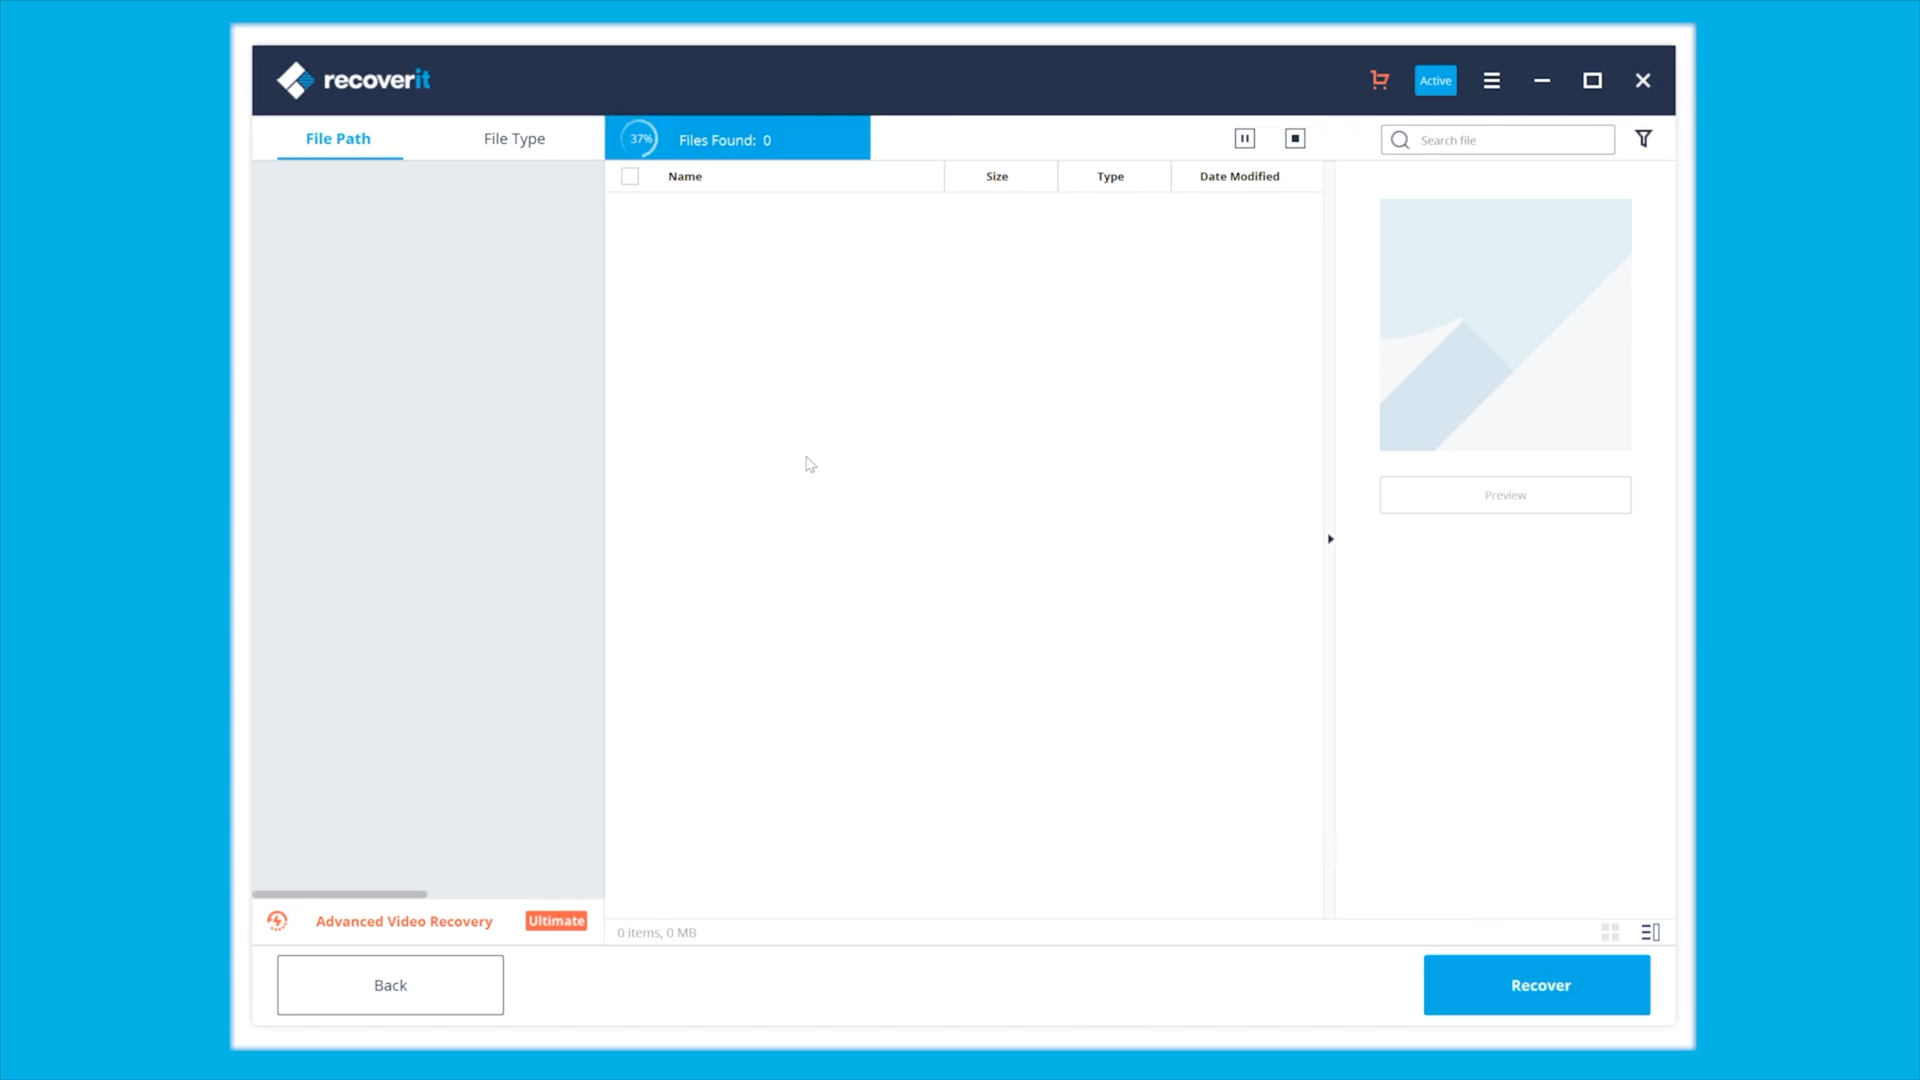 recoverit
Active
File Path
File Type
37%
Files Found: 0
Search file
Name
Size
Type
Date Modified
Preview
Advanced Video Recovery
Ultimate
0 items, 0 MB
Back
Recover